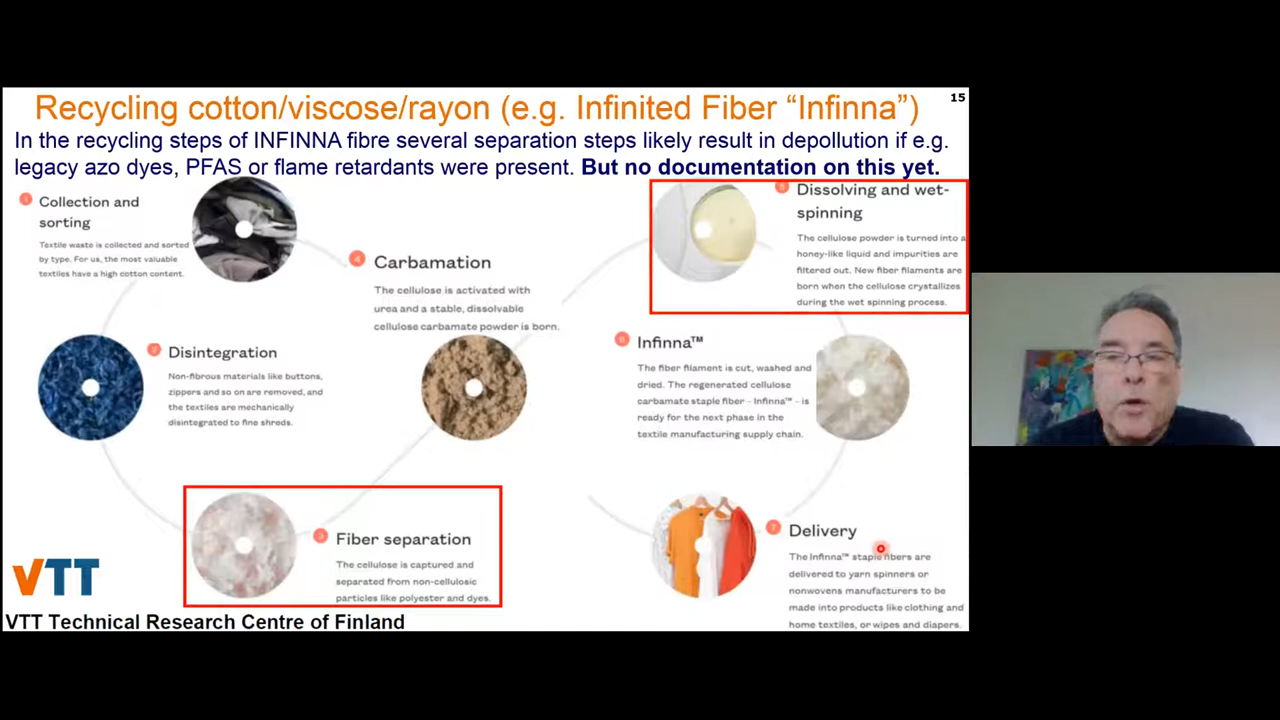 Recycling cotton/viscose/rayon (e.g. Infinited Fiber “Infinna”)
15
In the recycling steps of INFINNA fibre several separation steps likely result in depollution if e.g.
legacy azo dyes, PFAS or flame retardants were present. But no documentation on this yet.
1
Collection and
sorting
Textile waste is collected and sorted
by type. For us, the most valuable
textiles have a high cotton content.
2
Disintegration
Non-fibrous materials like buttons,
zippers and so on are removed, and
the textiles are mechanically
disintegrated to fine shreds.
3
Fiber separation
The cellulose is captured and
separated from non-cellulosic
particles like polyester and dyes.
4
Carbamation
The cellulose is activated with
urea and a stable, dissolvable
cellulose carbamate powder is born.
5
Dissolving and wet-
spinning
The cellulose powder is turned into a
honey-like liquid and impurities are
filtered out. New fiber filaments are
born when the cellulose crystallizes
during the wet spinning process.
6
Infinna™
The fiber filament is cut, washed and
dried. The regenerated cellulose
carbamate staple fiber – Infinna™ – is
ready for the next phase in the
textile manufacturing supply chain.
7
Delivery
The Infinna™ staple fibers are
delivered to yarn spinners or
nonwovens manufacturers to be
made into products like clothing and
home textiles, or wipes and diapers.
VTT
VTT Technical Research Centre of Finland